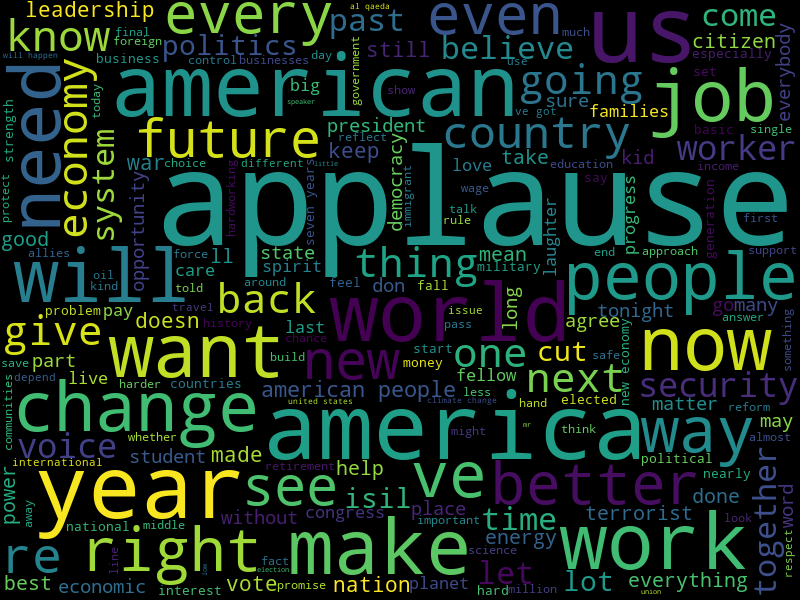 al qaeda
leadership
every
even
us
come
final
foreign
past
much
know
business
politics
control
businesses
day
still
believe
citizen
especially
will happen
need
economy
today
american
government
going
job
everybody
use
show
big
sure
families
set
strength
system
future
speaker
president
ve got
country
basic
single
worker
war
choice
different
reflect
keep
democracy
love
take
kid
income
protect
hardworking
little
applause
education
progress
say
generation
opportunity
seven years
immigrant
wage
talk
rule
first
good
allies
will
force
ll
state
laughter
mean
end
approach
support
oil
kind
told
care
spirit
thing
military
people
around
feel
don
fall
long
tonight
go
many
give
problem
pay
travel
back
world
issue
agree
answer
something
save
part
doesn
history
last
chance
pass
now
depend
want
new
start
one
cut
safe
new economy
communities
live
harder
countries
build
money
less
fellow
next
security
change
american people
climate change
hand
elected
matter
reform
may
united states
america
way
almost
voice
whether
student
made
might
mr
think
political
international
retirement
help
ve
better
nearly
together
power
year
see
isil
place
done
word
away
national
middle
without
congress
important
time
terrorist
look
respect
re
line
right
fact
make
science
energy
work
best
economic
interest
vote
election
promise
nation
planet
hard
million
let
lot
everything
union